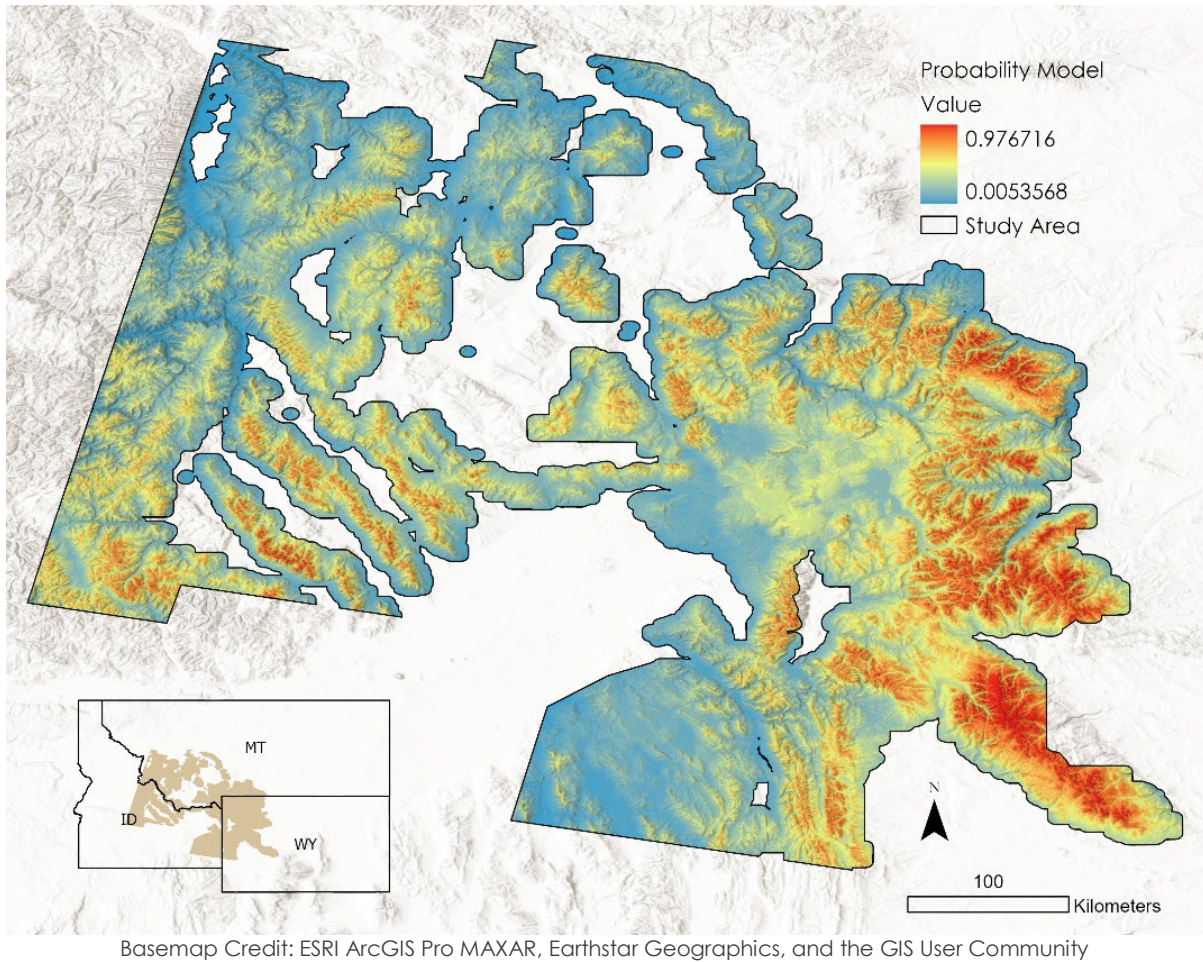 Probability Model
Value
0.976716
0.0053568
Study Area
MT
ID
WY
N
100
Kilometers
Basemap Credit: ESRI ArcGIS Pro MAXAR, Earthstar Geographics, and the GIS User Community